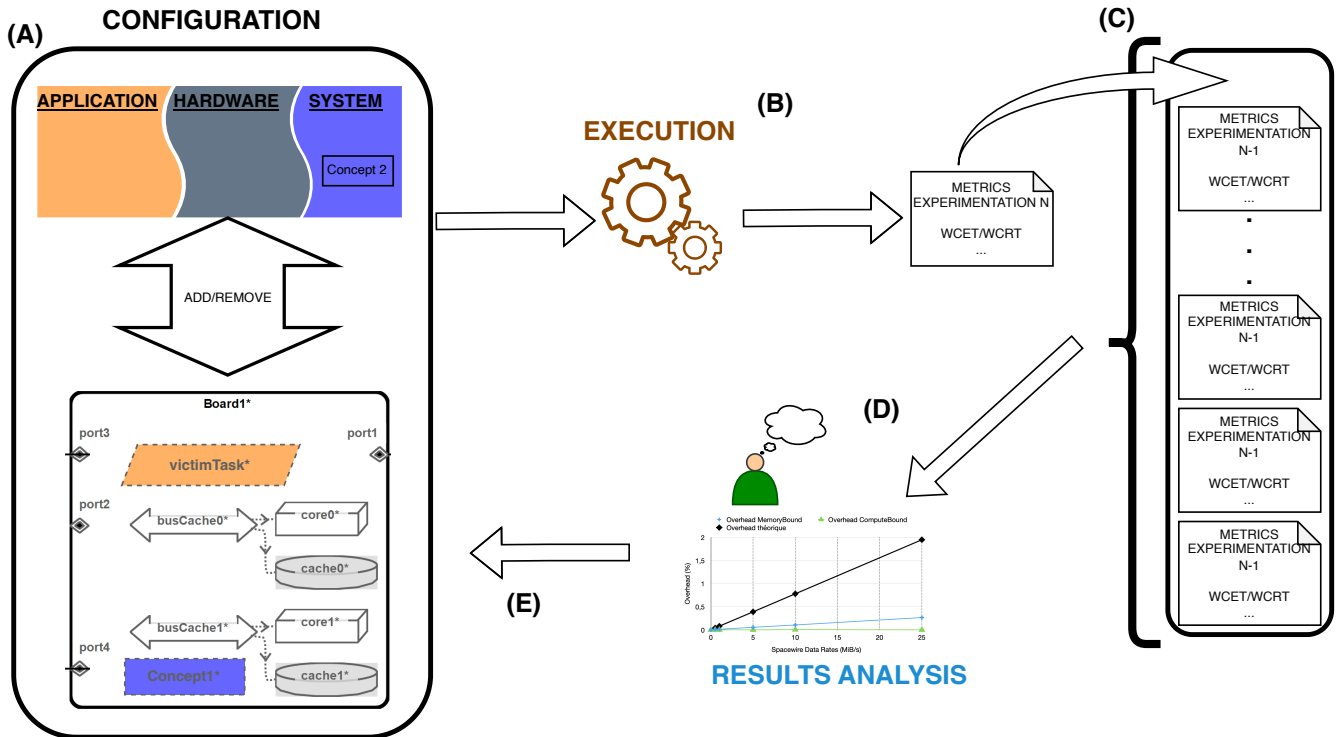 CONFIGURATION
(A)
APPLICATION
HARDWARE
SYSTEM
Concept 2
ADD/REMOVE
Board1*
port3
port1
victimTask*
port2
busCache0*
core0*
cache0*
busCache1*
core1*
port4
Concept1*
cache1*
(B)
EXECUTION
METRICS
EXPERIMENTATION N
WCET/WCRT
...
(C)
METRICS
EXPERIMENTATION
N-1
WCET/WCRT
...
.
.
.
METRICS
EXPERIMENTATION
N-1
WCET/WCRT
...
METRICS
EXPERIMENTATION
N-1
WCET/WCRT
...
METRICS
EXPERIMENTATION
N-1
WCET/WCRT
...
(D)
Overhead MemoryBound
Overhead ComputeBound
Overhead théorique
2
1,5
1
0,5
0
Overhead (%)
0
5
10
15
20
25
Spacewire Data Rates (MiB/s)
RESULTS ANALYSIS
(E)